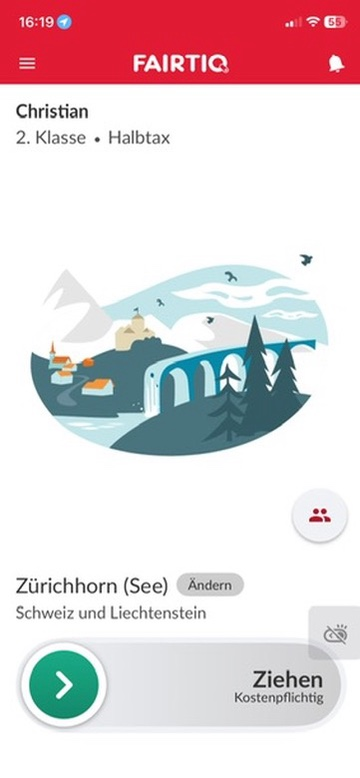 16:19
55
FAIRTIQ
Christian
2. Klasse • Halbtax
Zürichhorn (See) Ändern
Schweiz und Liechtenstein
Ziehen
Kostenpflichtig